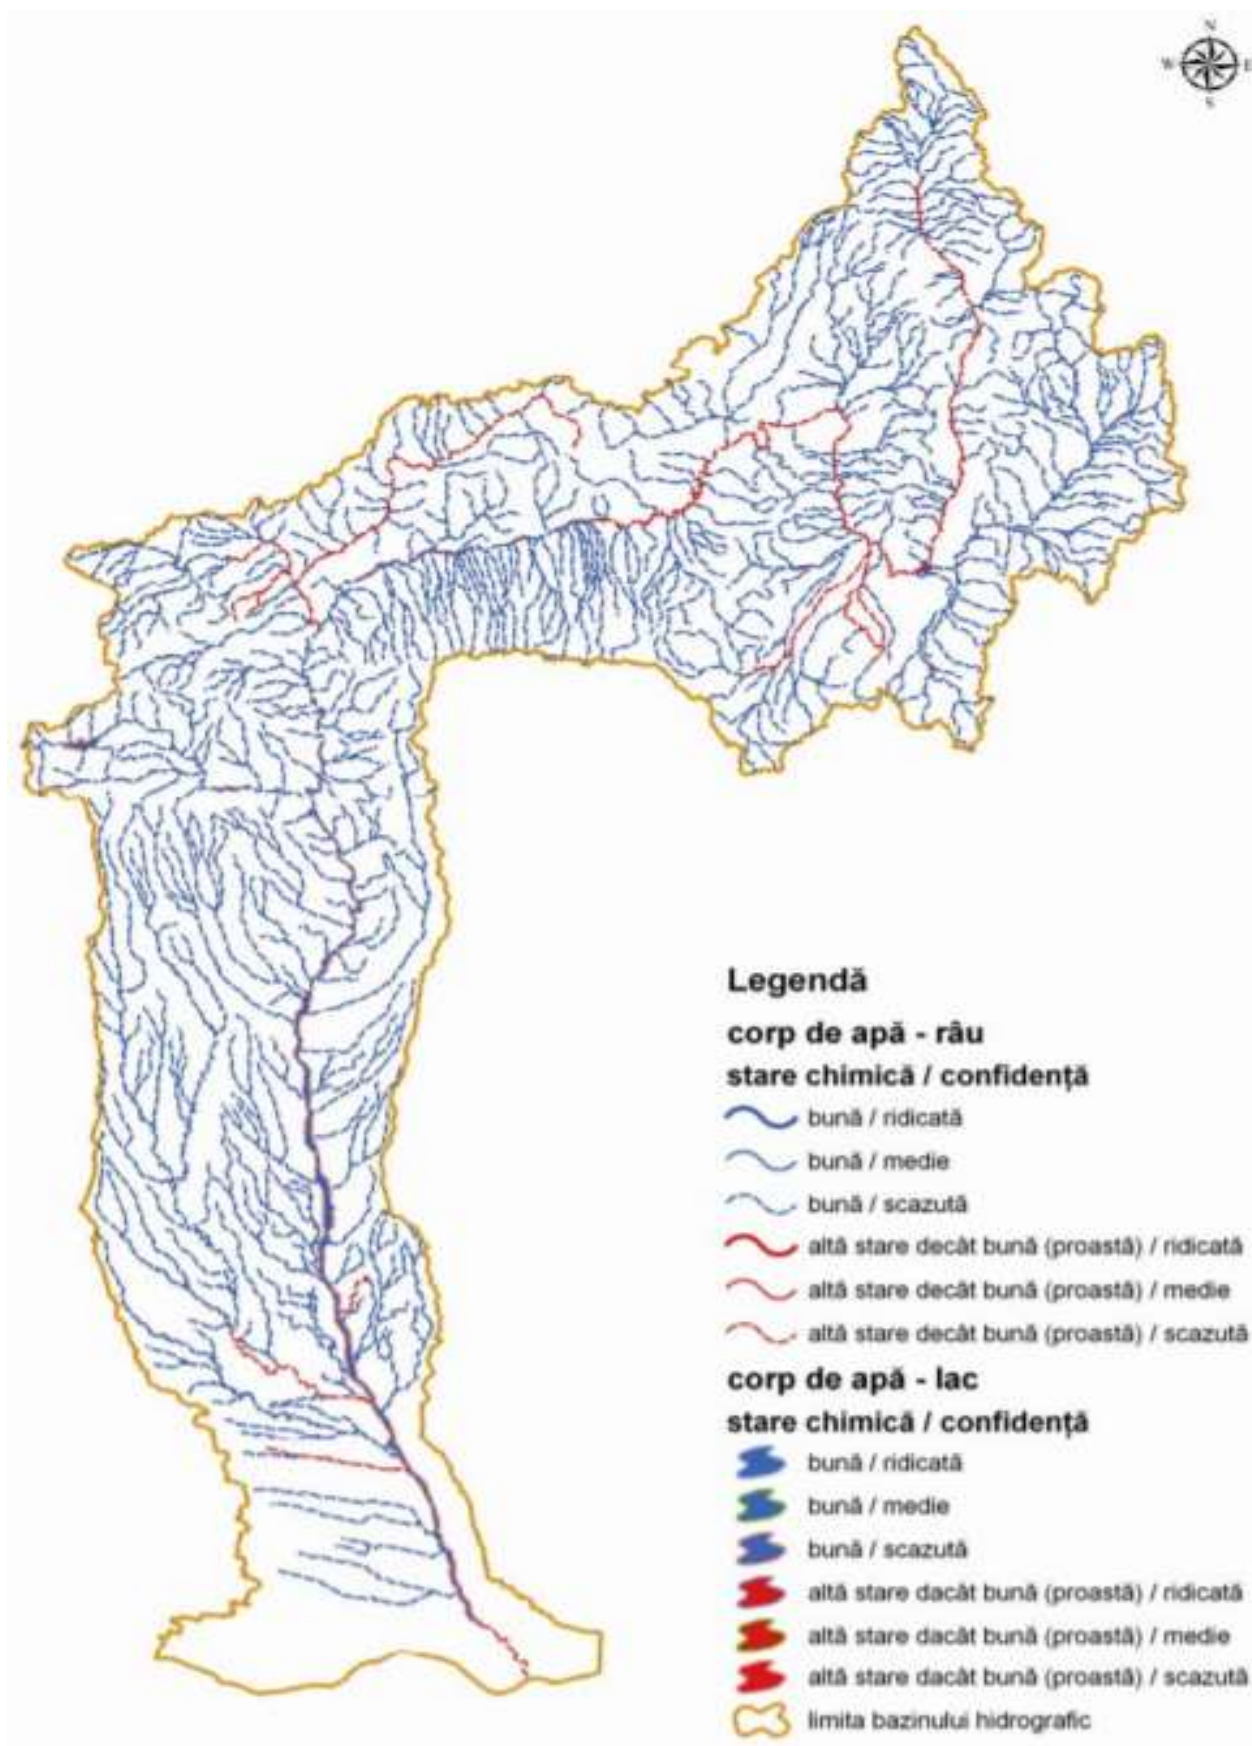 N
W E
S
Legendă
corp de apă - râu
stare chimică / confidență
bună / ridicată
bună / medie
bună / scazută
altă stare decât bună (proastă) / ridicată
altă stare decât bună (proastă) / medie
altă stare decât bună (proastă) / scazută
corp de apă - lac
stare chimică / confidență
bună / ridicată
bună / medie
bună / scazută
altă stare dacât bună (proastă) / ridicată
altă stare dacât bună (proastă) / medie
altă stare dacât bună (proastă) / scazută
limita bazinului hidrografic